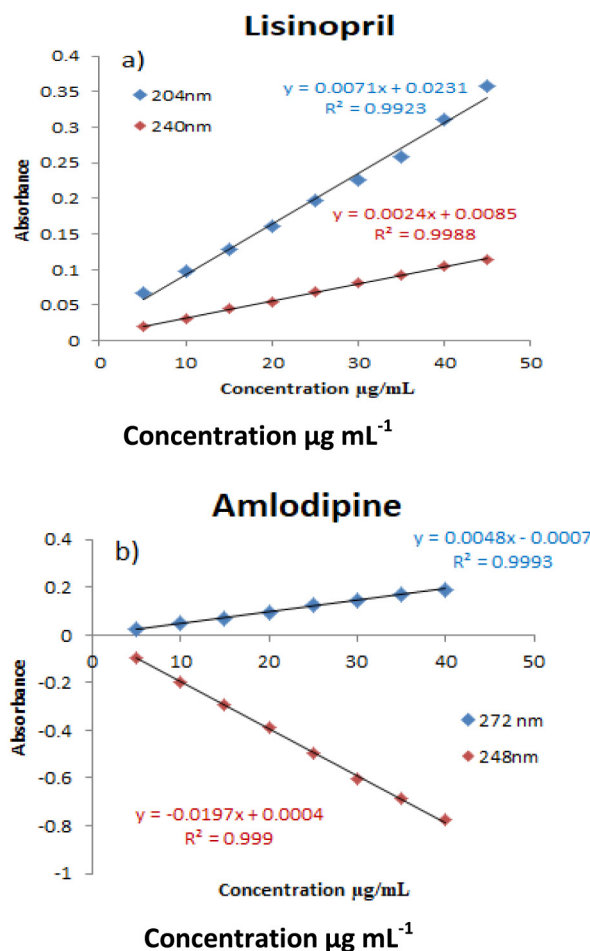 Lisinopril
a)
0.4
0.35
0.3
0.25
0.2
0.15
0.1
0.05
0
Absorbance
204nm
240nm
y = 0.0071x + 0.0231
R² = 0.9923
y = 0.0024x + 0.0085
R² = 0.9988
0 10 20 30 40 50
Concentration µg/mL
Concentration µg mL⁻¹
Amlodipine
b)
0.4
0.2
0
-0.2
-0.4
-0.6
-0.8
-1
Absorbance
y = 0.0048x - 0.0007
R² = 0.9993
0 10 20 30 40 50
272 nm
248nm
y = -0.0197x + 0.0004
R² = 0.999
Concentration µg/mL
Concentration µg mL⁻¹